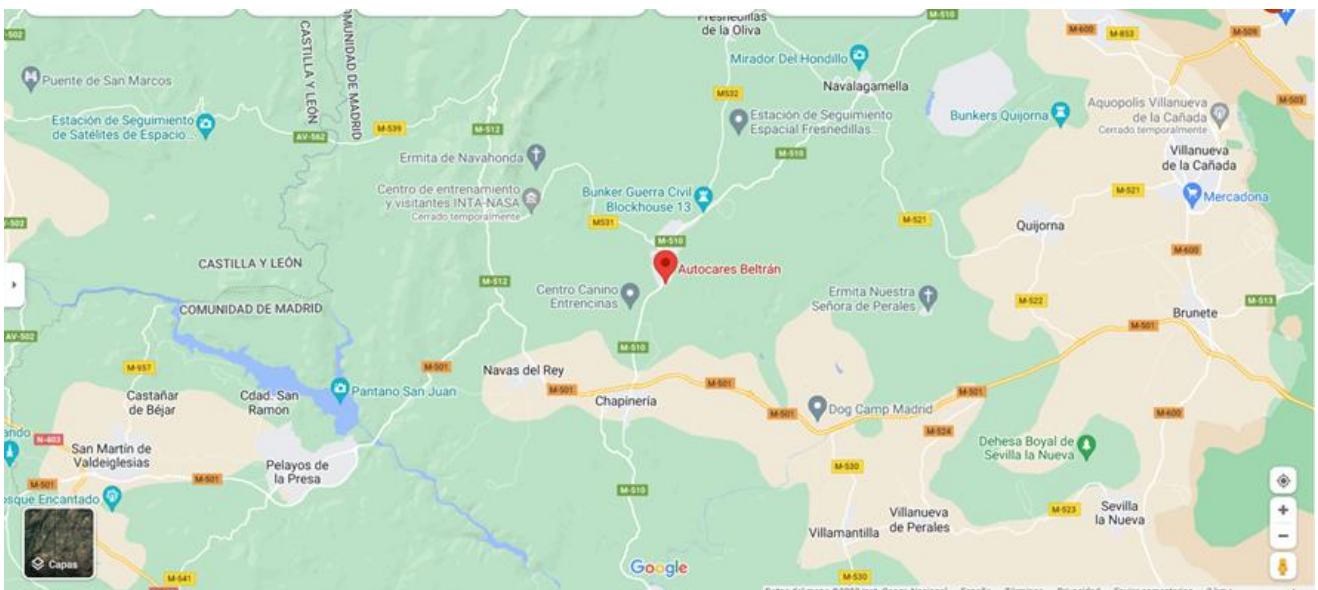 Fresnedillas
de la Oliva
M-510
M-600
M-853
M-509
-502
CASTILLA Y LEÓN
COMUNIDAD DE MADRID
Mirador Del Hondillo
Navalagamella
Puente de San Marcos
M532
M-503
Estación de Seguimiento
de Satélites de Espacio...
AV-562
M-539
M-512
Estación de Seguimiento
Espacial Fresnedillas...
Bunkers Quijorna
Aquopolis Villanueva
de la Cañada
Cerrado temporalmente
Ermita de Navahonda
M-510
Villanueva
de la Cañada
Centro de entrenamiento
y visitantes INTA-NASA
Cerrado temporalmente
Bunker Guerra Civil
Blockhouse 13
M-521
Mercadona
-502
M531
M-521
Quijorna
M-510
M-600
CASTILLA Y LEÓN
Autocares Beltrán
M-512
Centro Canino
Entrencinas
Ermita Nuestra
Señora de Perales
COMUNIDAD DE MADRID
M-522
M-513
Brunete
M-501
AV-502
M-510
M-957
M-501
Navas del Rey
M-501
M-501
M-501
Castañar
de Béjar
Cdad. San
Ramon
Pantano San Juan
Chapinería
M-501
Dog Camp Madrid
M-600
M-524
N-403
San Martín de
Valdeiglesias
Dehesa Boyal de
Sevilla la Nueva
Pelayos de
la Presa
M-530
M-501
M-501
M-510
osque Encantado
Villanueva
de Perales
M-523
Sevilla
la Nueva
Villamantilla
Capas
Google
M-541
M-530